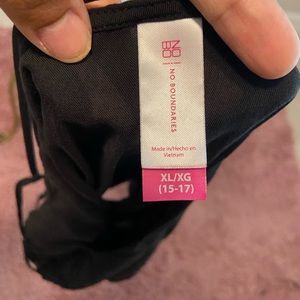 NO
BO
NO BOUNDARIES
Made in/Hecho en
Vietnam
XL/XG
(15-17)